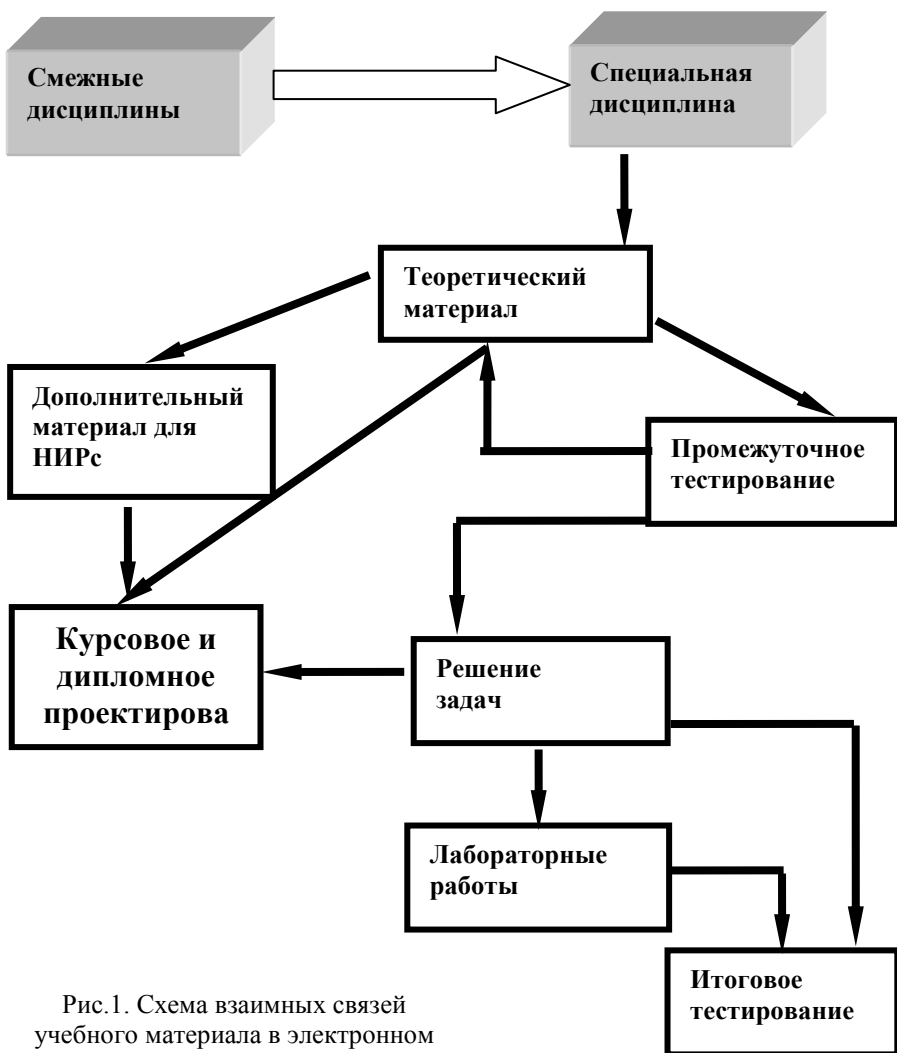 Смежные
дисциплины
Специальная
дисциплина
Теоретический
материал
Дополнительный
материал для
НИРс
Промежуточное
тестирование
Курсовое и
дипломное
проектирова
Решение
задач
Лабораторные
работы
Итоговое
тестирование
Рис.1. Схема взаимных связей
учебного материала в электронном